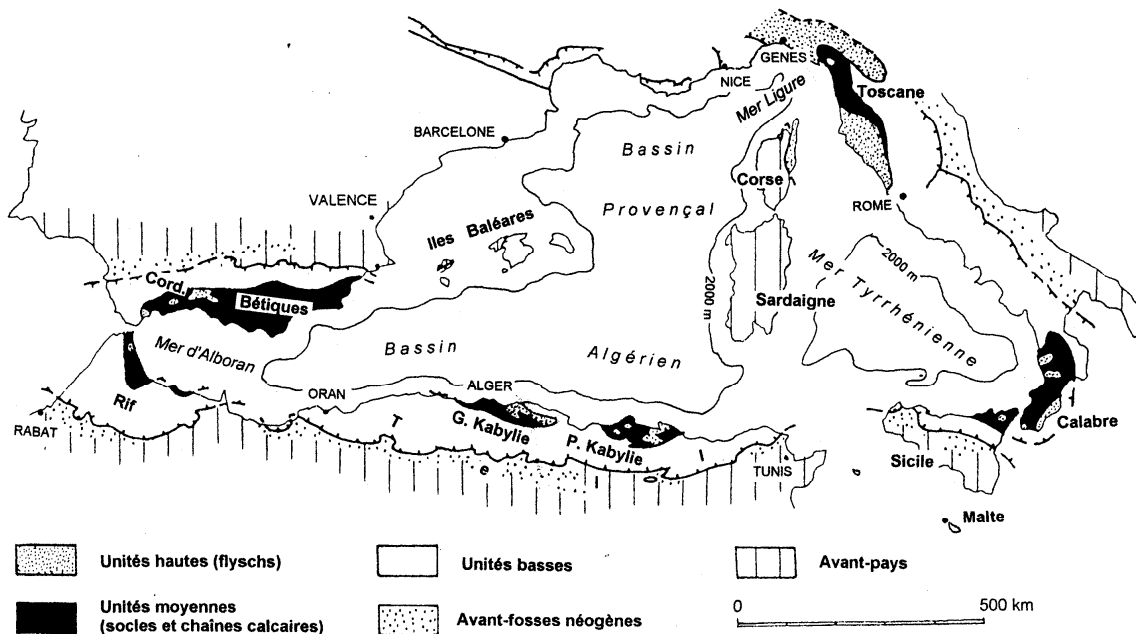 GENES
NICE
Mer Ligure
Toscane
BARCELONE
Bassin
Corse
Provençal
ROME
VALENCE
Iles Baléares
2000 m
2000 m
Mer Tyrrhénienne
Sardaigne
Cord.
Bétiques
Mer d'Alboran
Bassin
Algérien
ORAN
ALGER
Rif
T e l l
G. Kabylie
P. Kabylie
Calabre
RABAT
TUNIS
Sicile
Malte
Unités hautes (flyschs)
Unités basses
Avant-pays
Unités moyennes
(socles et chaînes calcaires)
Avant-fosses néogènes
0
500 km